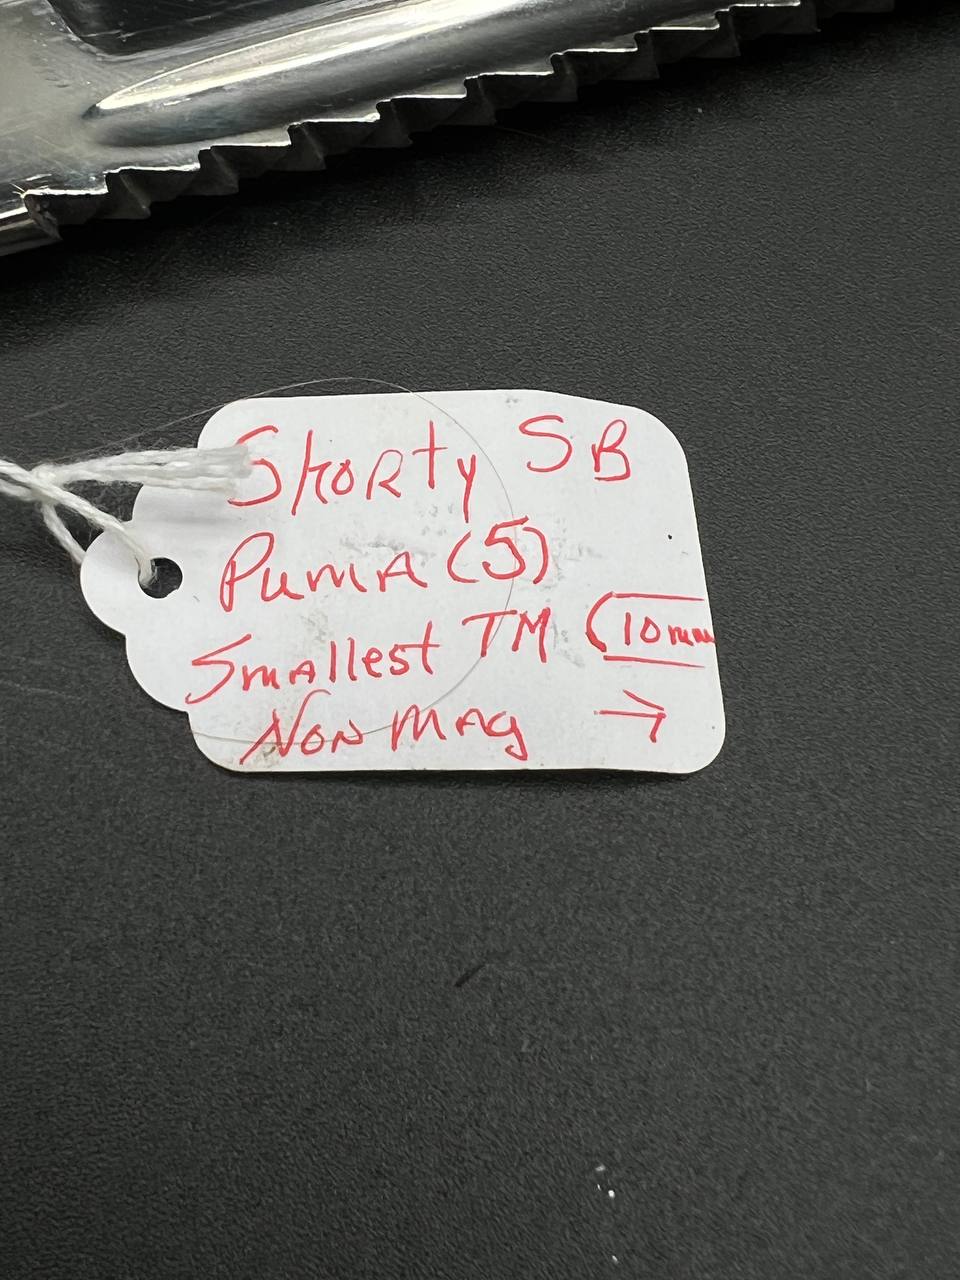 Shorty SB
Puma (5)
Smallest TM (10mm
Non Mag →